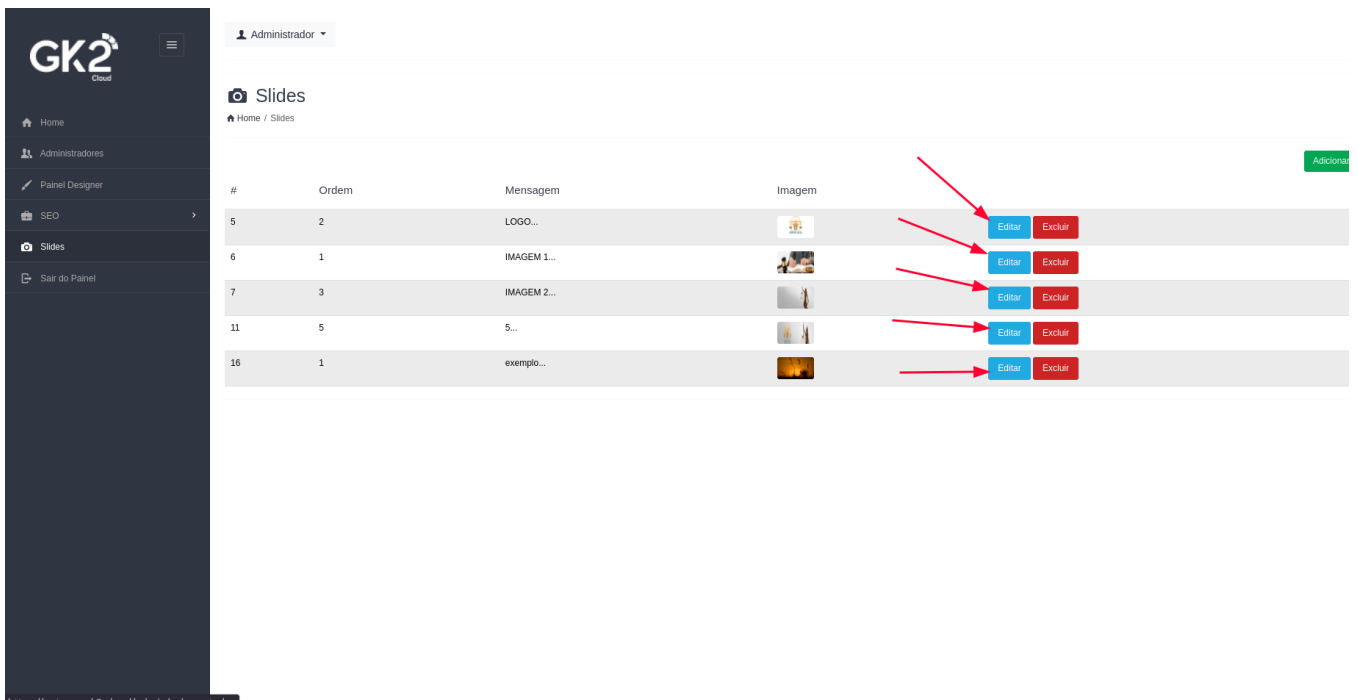 GK2
Cloud
Administrador
Slides
Home / Slides
Home
Administradores
Painel Designer
SEO
Slides
Sair do Painel
Adicionar
# Ordem Mensagem Imagem
5 2 LOGO... Editar Excluir
6 1 IMAGEM 1... Editar Excluir
7 3 IMAGEM 2... Editar Excluir
11 5 5... Editar Excluir
16 1 exemplo... Editar Excluir